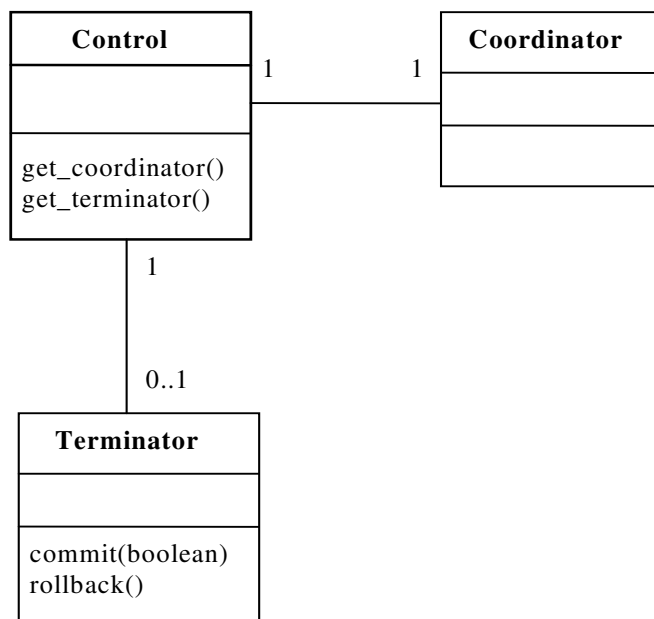 Control
Coordinator
1
1
get_coordinator()
get_terminator()
1
0..1
Terminator
commit(boolean)
rollback()